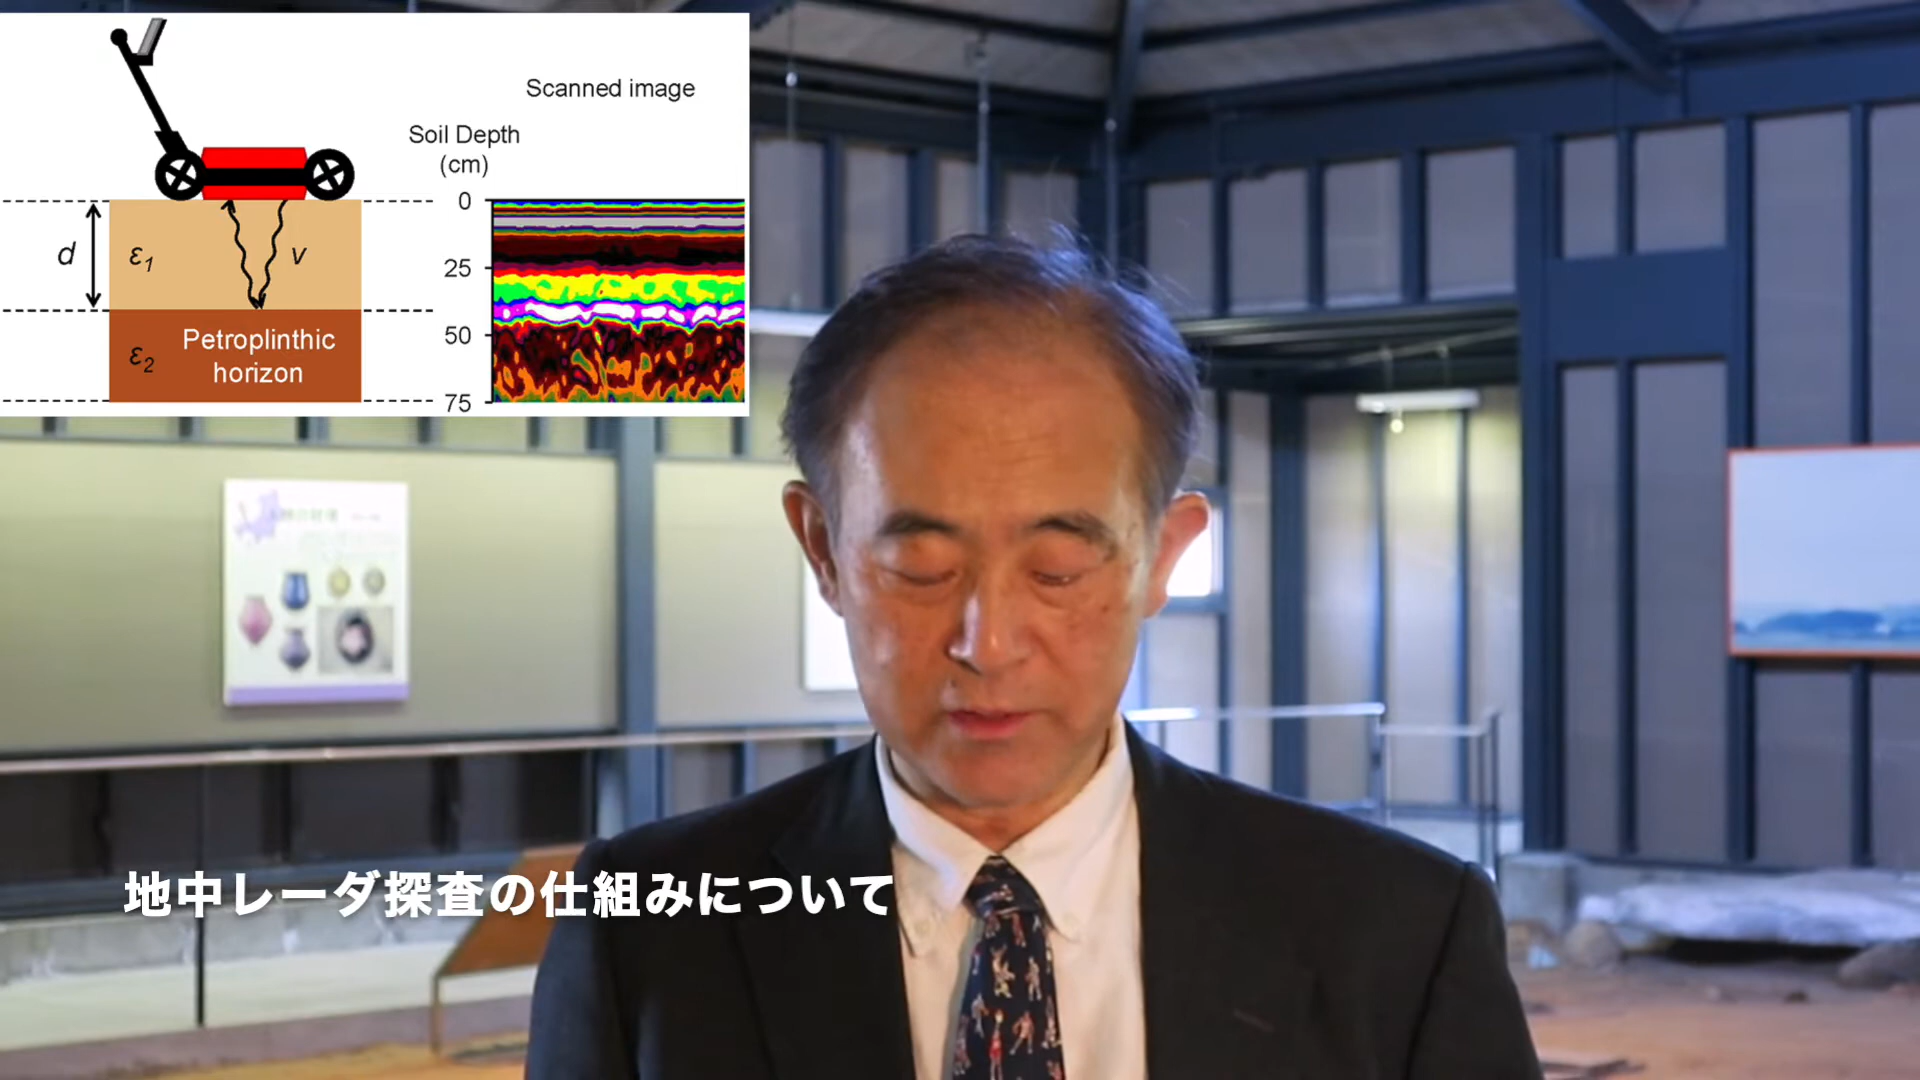 Scanned image
Soil Depth
(cm)
0
d
ε1
v
25
50
ε2
Petroplinthic
horizon
75
地中レーダ探査の仕組みについて